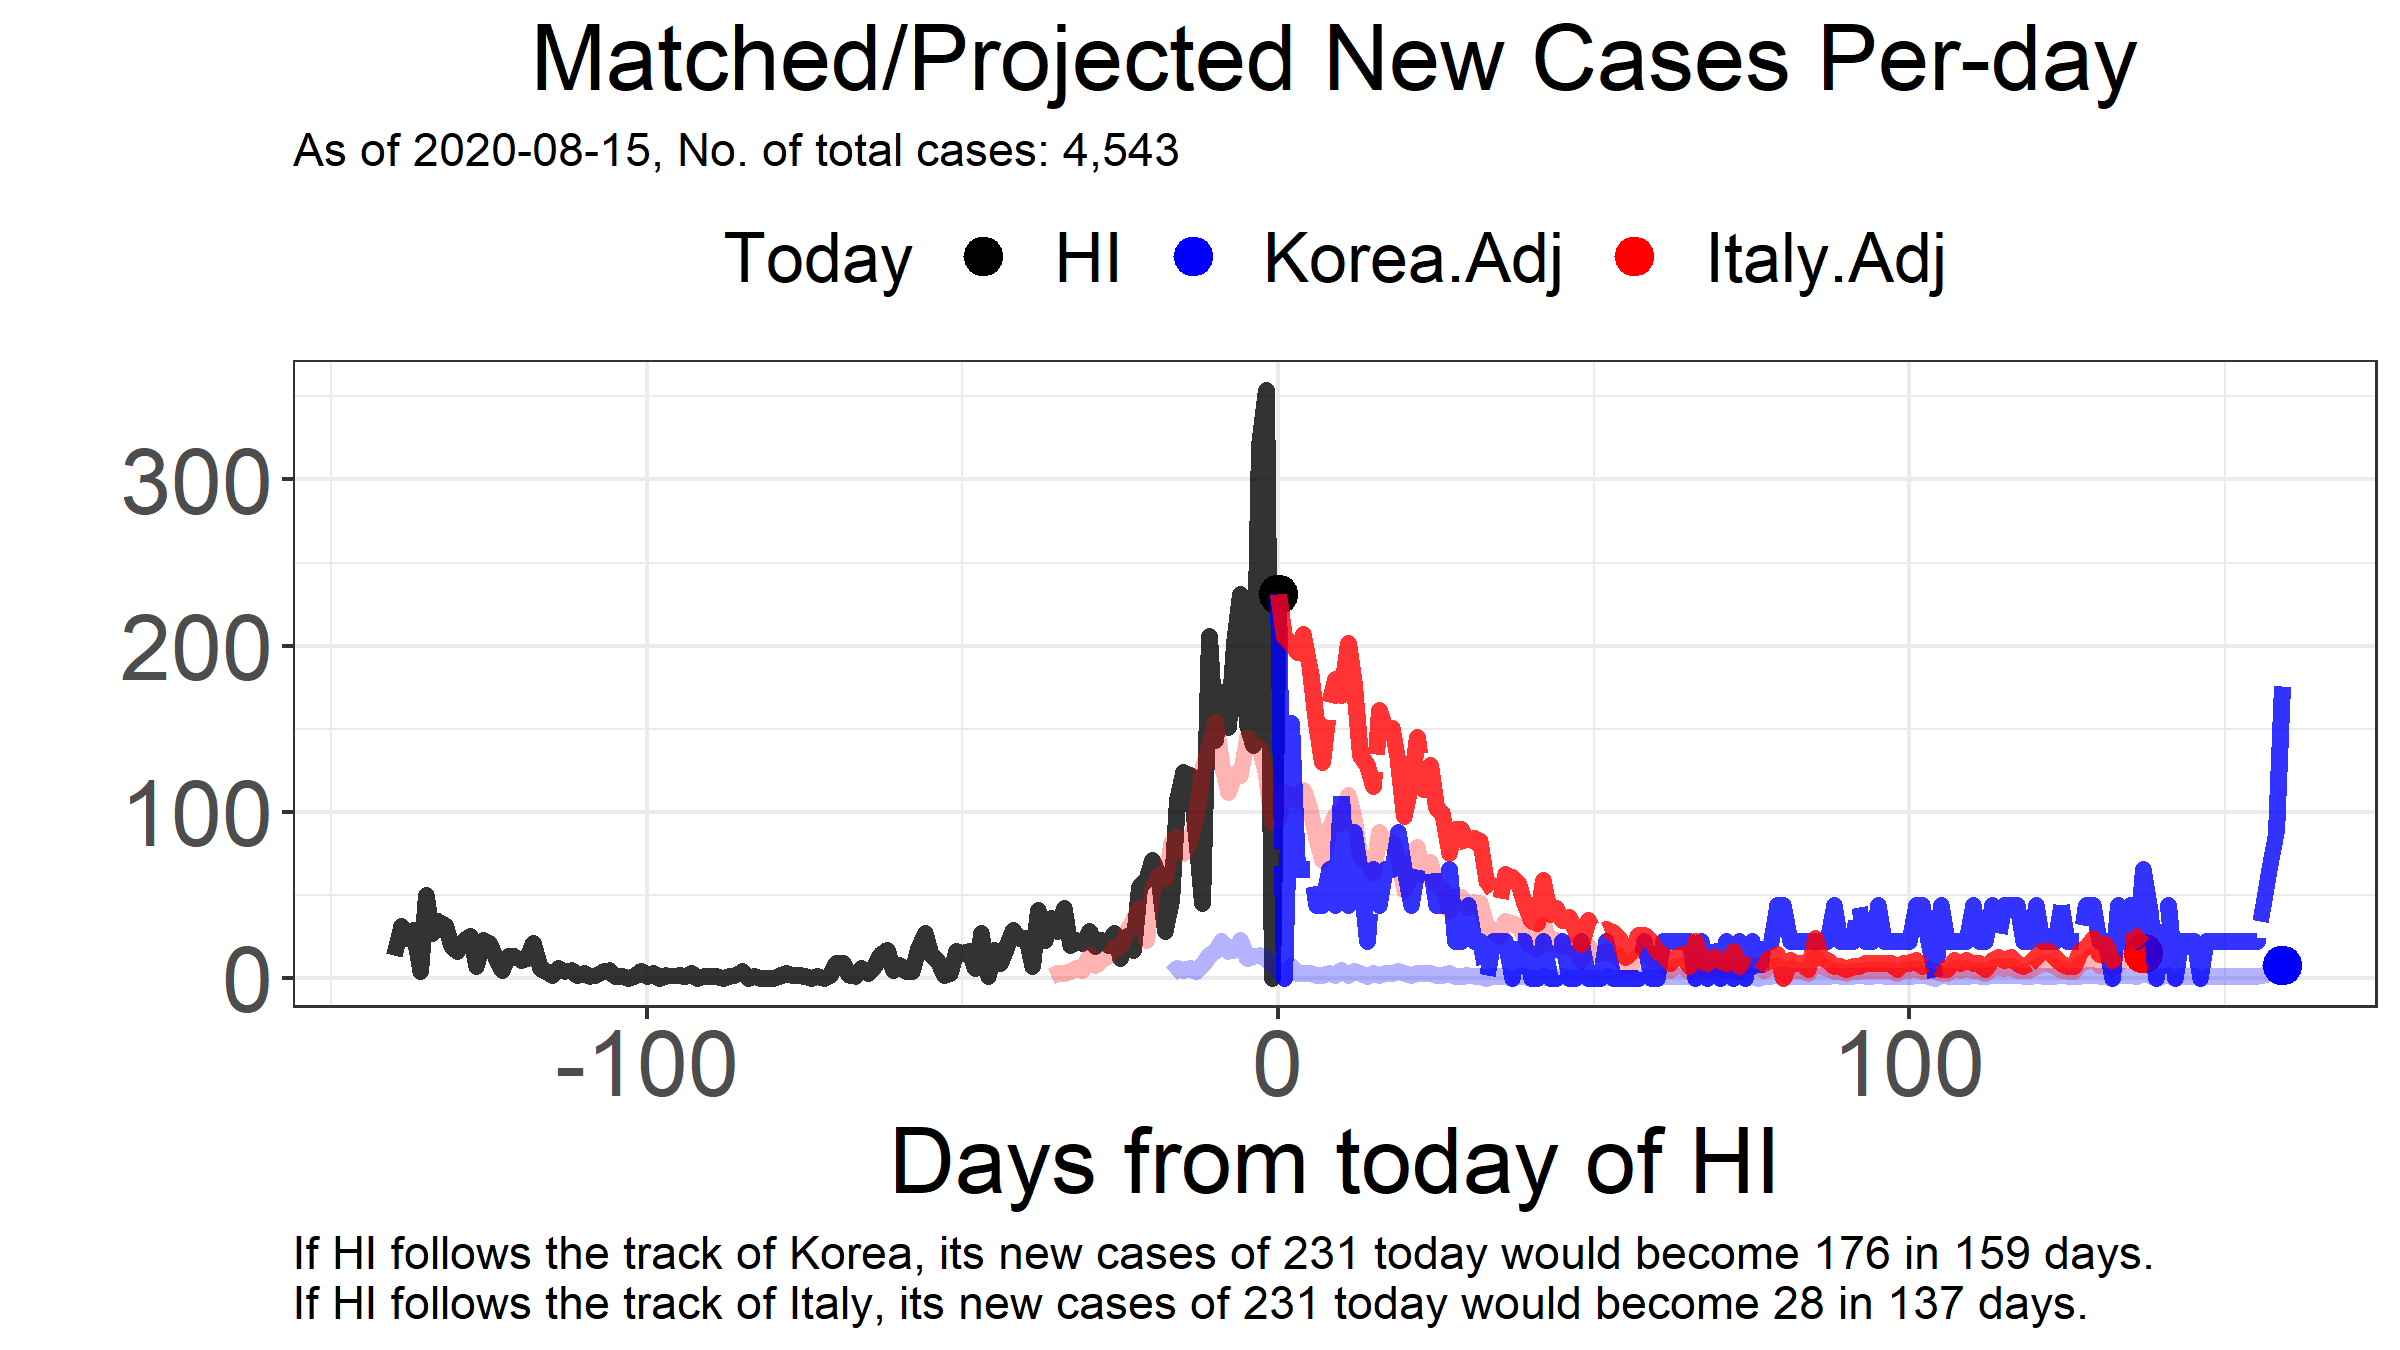 Matched/Projected New Cases Per-day
As of 2020-08-15, No. of total cases: 4,543
Today HI Korea.Adj Italy.Adj
300
200
100
0
-100 0 100
Days from today of HI
If HI follows the track of Korea, its new cases of 231 today would become 176 in 159 days.
If HI follows the track of Italy, its new cases of 231 today would become 28 in 137 days.